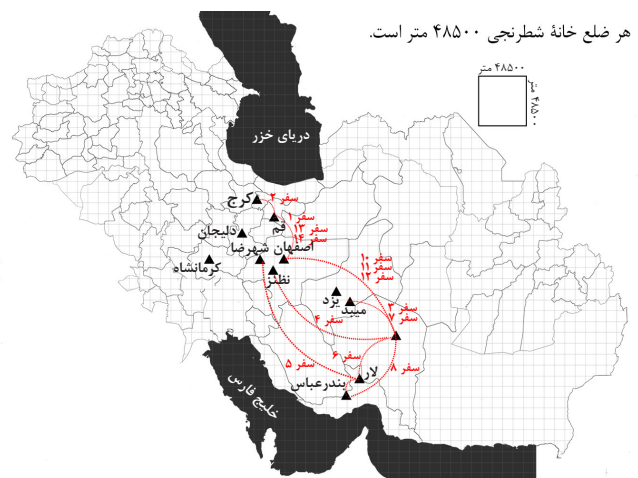 هر ضلع خانهٔ شطرنجی ۴۸۵۰۰ متر است.
۴۸۵۰۰ متر
۴۸۵۰۰ متر
دریای خزر
سفر ۲
کرج
سفر ۱
سفر ۱۳
سفر ۱۴
قم
دلیجان
اصفهان
شهرضا
کرمانشاه
نطنز
سفر ۱۰
سفر ۱۱
سفر ۱۲
یزد
میبد
سفر ۳
سفر ۷
سفر ۴
سفر ۶
سفر ۵
سفر ۸
لار
بندرعباس
خلیج فارس